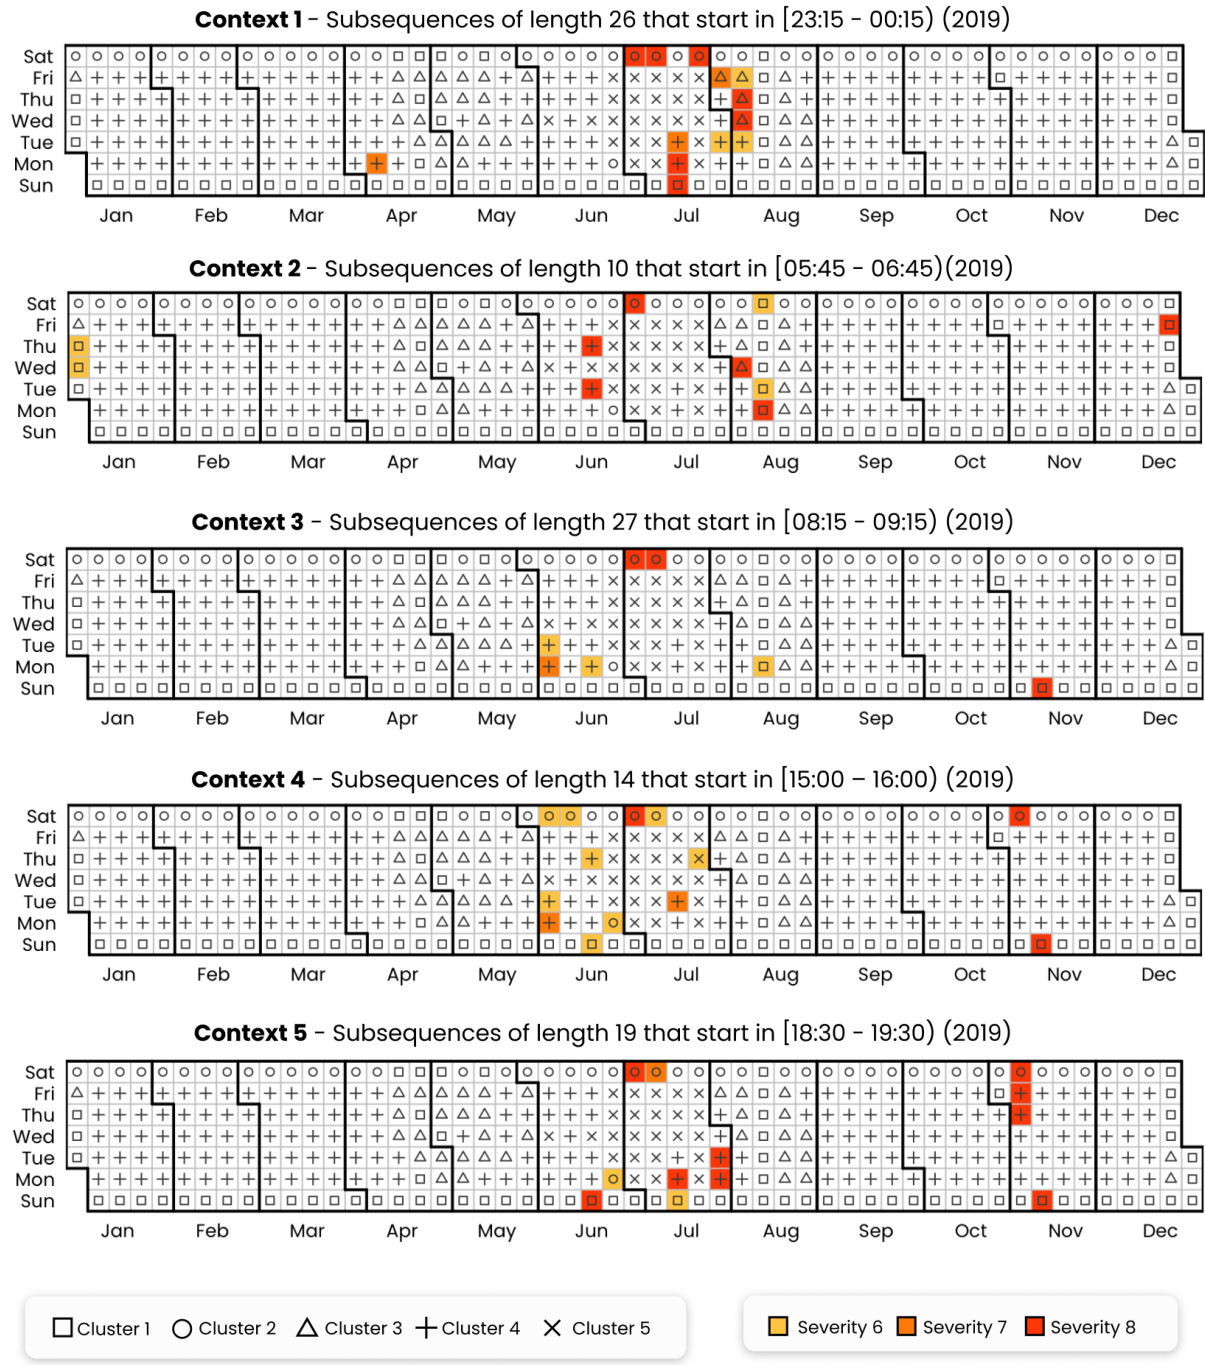 Context 1 - Subsequences of length 26 that start in [23:15 - 00:15) (2019)
Sat
Fri
Thu
Wed
Tue
Mon
Sun
Jan Feb Mar Apr May Jun Jul Aug Sep Oct Nov Dec
Context 2 - Subsequences of length 10 that start in [05:45 - 06:45)(2019)
Sat
Fri
Thu
Wed
Tue
Mon
Sun
Jan Feb Mar Apr May Jun Jul Aug Sep Oct Nov Dec
Context 3 - Subsequences of length 27 that start in [08:15 - 09:15) (2019)
Sat
Fri
Thu
Wed
Tue
Mon
Sun
Jan Feb Mar Apr May Jun Jul Aug Sep Oct Nov Dec
Context 4 - Subsequences of length 14 that start in [15:00 – 16:00) (2019)
Sat
Fri
Thu
Wed
Tue
Mon
Sun
Jan Feb Mar Apr May Jun Jul Aug Sep Oct Nov Dec
Context 5 - Subsequences of length 19 that start in [18:30 - 19:30) (2019)
Sat
Fri
Thu
Wed
Tue
Mon
Sun
Jan Feb Mar Apr May Jun Jul Aug Sep Oct Nov Dec
Cluster 1 Cluster 2 Cluster 3 Cluster 4 Cluster 5 Severity 6 Severity 7 Severity 8